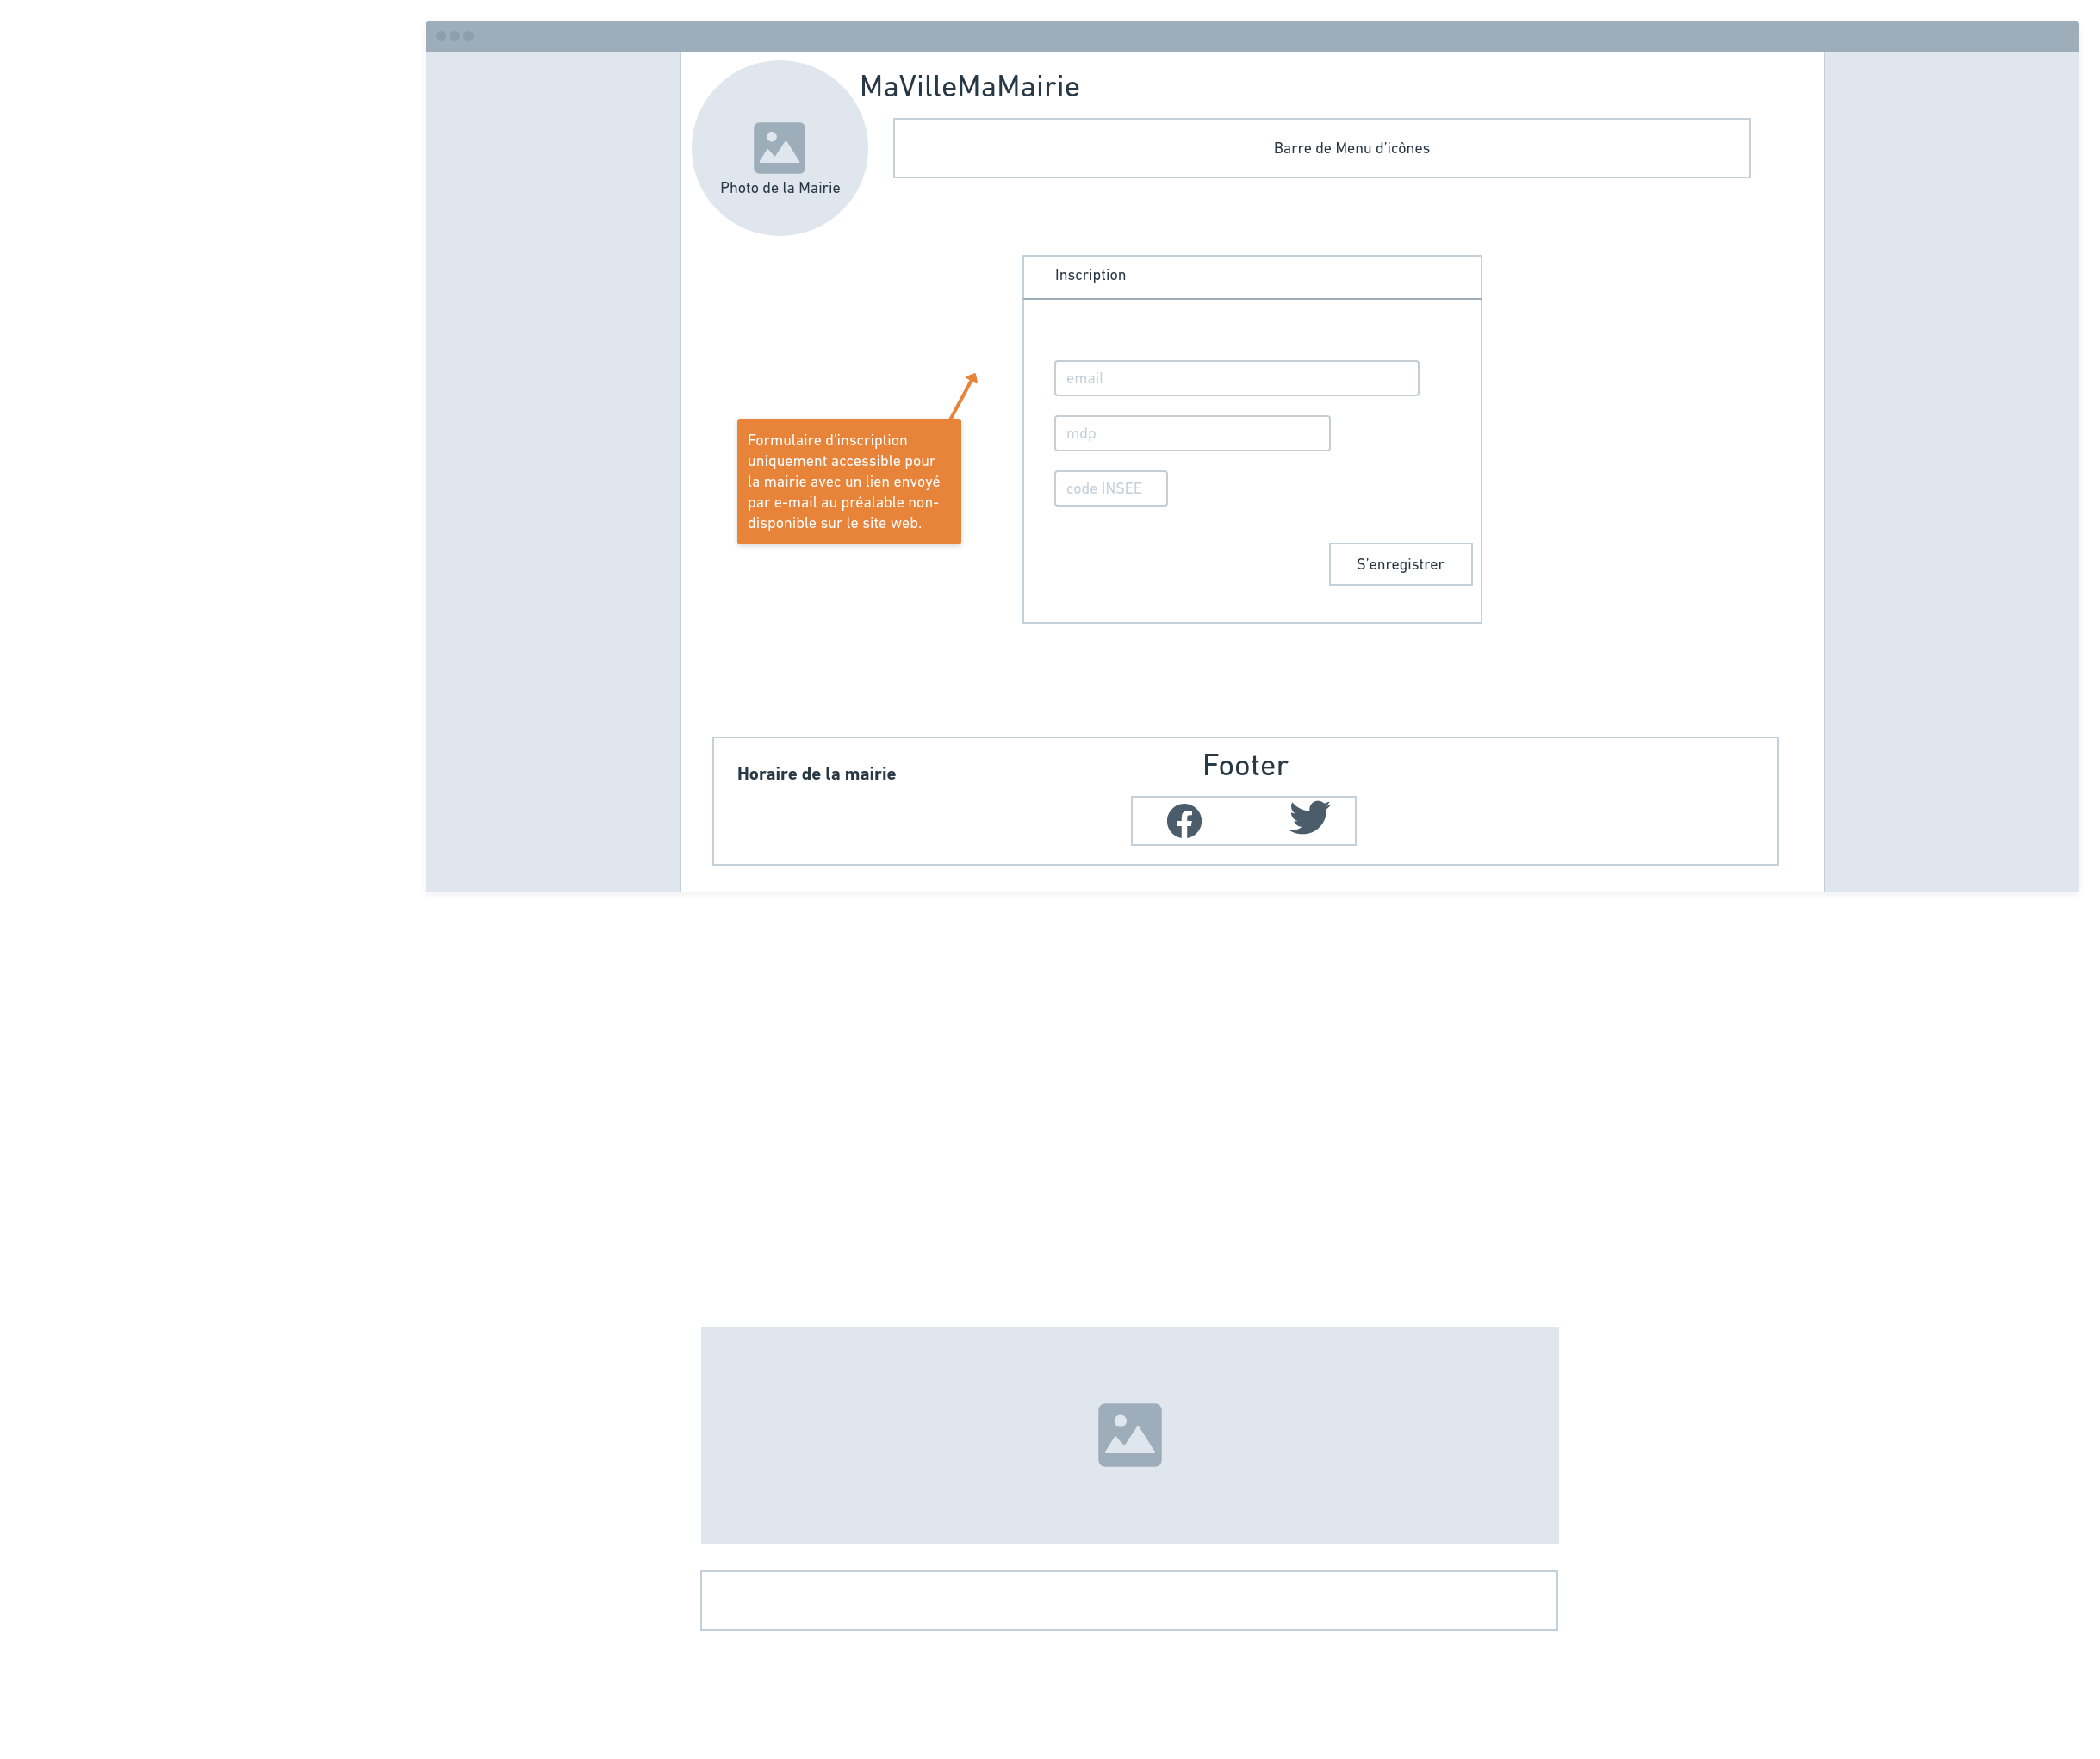 MaVilleMaMairie
Barre de Menu d'icônes
Photo de la Mairie
Inscription
email
mdp
code INSEE
S'enregistrer
Formulaire d'inscription
uniquement accessible pour
la mairie avec un lien envoyé
par e-mail au préalable non-
disponible sur le site web.
Footer
Horaire de la mairie